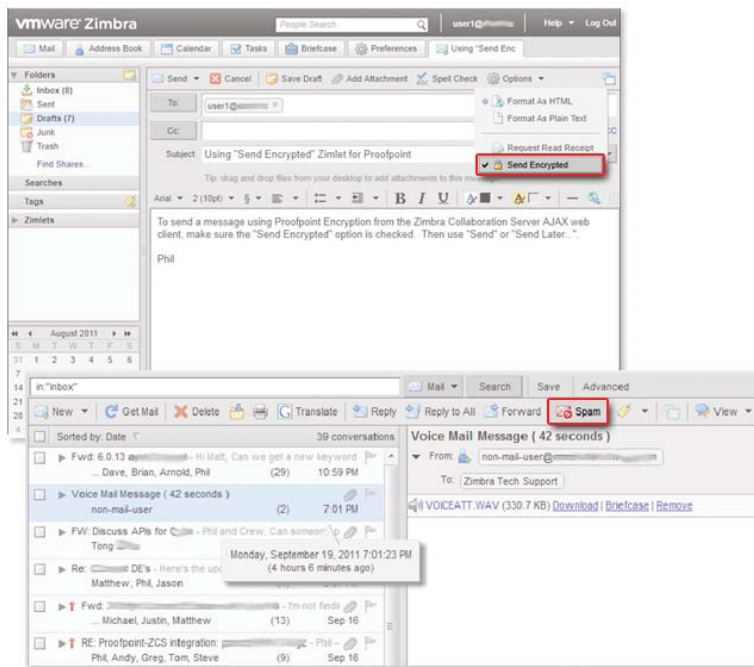 vmware Zimbra
People Search
user1@
Help
Log Out
Mail
Address Book
Calendar
Tasks
Briefcase
Preferences
Using "Send Enc
Folders
Inbox (8)
Sent
Drafts (7)
Junk
Trash
Find Shares...
Searches
Tags
Zimlets
Send
Cancel
Save Draft
Add Attachment
Spell Check
Options
To:
user1@
Cc:
Subject:
Using "Send Encrypted" Zimlet for Proofpoint
Tip: drag and drop files from your desktop to add attachments to this
Format As HTML
Format As Plain Text
Request Read Receipt
Send Encrypted
Arial 2 (10pt) § B I U
To send a message using Proofpoint Encryption from the Zimbra Collaboration Server AJAX web
client, make sure the "Send Encrypted" option is checked. Then use "Send" or "Send Later...".
Phil
August 2011
S M T W T F S
31 1 2 3 4 5 6
7
14
21
28
4
in:"inbox"
Mail
Search
Save
Advanced
New
Get Mail
Delete
Translate
Reply
Reply to All
Forward
Spam
View
Sorted by: Date
39 conversations
Fwd: 6.0.13 - Hi Matt, Can we get a new keyword
... Dave, Brian, Arnold, Phil (29) 10:59 PM
Voice Mail Message ( 42 seconds )
non-mail-user (2) 7:01 PM
FW: Discuss APIs for - Phil and Crew, Can someon
Tong
Monday, September 19, 2011 7:01:23 PM
(4 hours 6 minutes ago)
Re: DE's - Here's the
Matthew, Phil, Jason
Fwd: - I'm not findi
... Michael, Justin, Matthew (13) Sep 16
RE: Proofpoint-ZCS integration: - Phil –
Phil, Andy, Greg, Tom, Steve (9) Sep 16
Voice Mail Message ( 42 seconds )
From:
non-mail-user@
To:
Zimbra Tech Support
VOICEATT.WAV (330.7 KB) Download | Briefcase | Remove